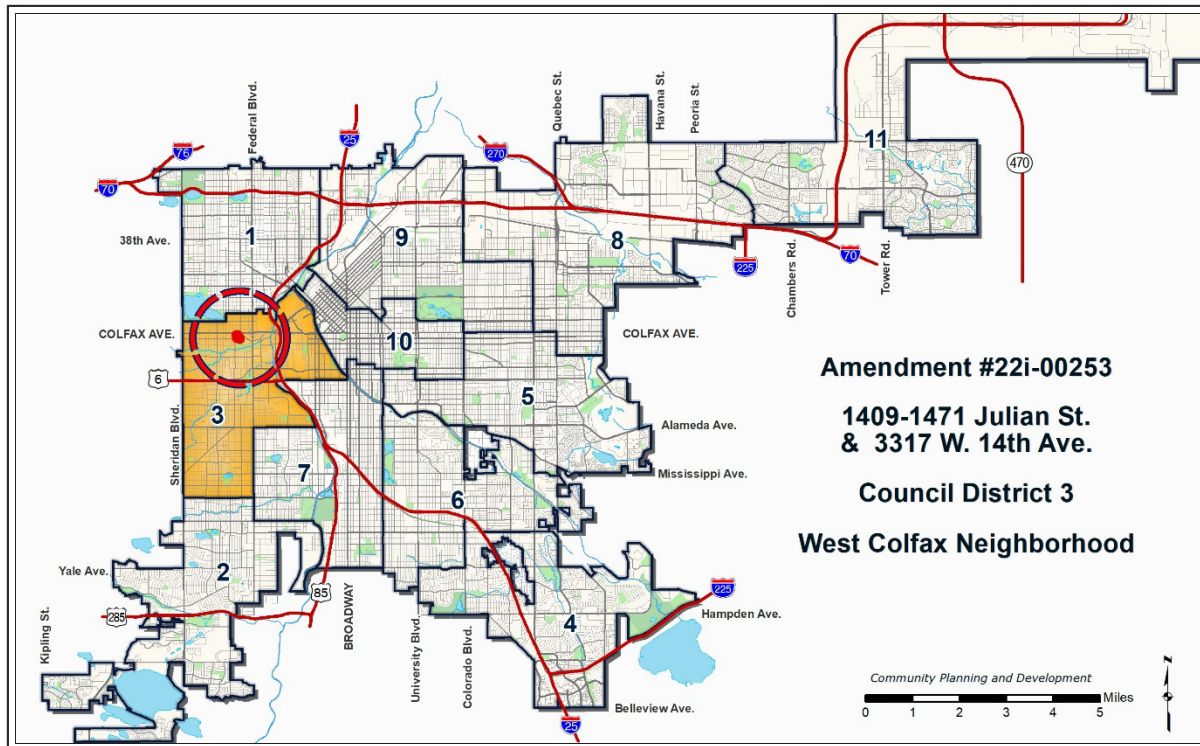 Federal Blvd.
Quebec St.
Havana St.
Peoria St.
76
25
270
11
470
70
1
9
38th Ave.
8
225
Chambers Rd.
70
Tower Rd.
COLFAX AVE.
10
COLFAX AVE.
6
5
Amendment #22i-00253
1409-1471 Julian St.
& 3317 W. 14th Ave.
Council District 3
West Colfax Neighborhood
3
Sheridan Blvd.
Alameda Ave.
7
Mississippi Ave.
6
Yale Ave.
2
85
BROADWAY
285
Kipling St.
University Blvd.
Colorado Blvd.
4
225
Hampden Ave.
25
Belleview Ave.
Community Planning and Development
Miles
0 1 2 3 4 5
N